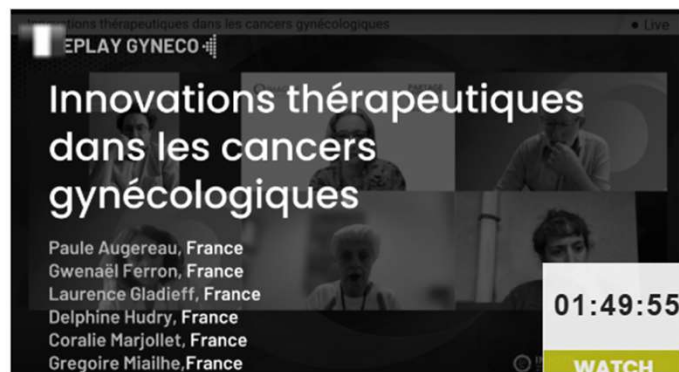 Innovations thérapeutiques dans les cancers gynécologiques
Live
EPLAY GYNECO
Innovations thérapeutiques
dans les cancers
gynécologiques
Paule Augereau, France
Gwenaël Ferron, France
Laurence Gladieff, France
Delphine Hudry, France
Coralie Marjollet, France
Gregoire Miailhe,France
01:49:55
WATCH